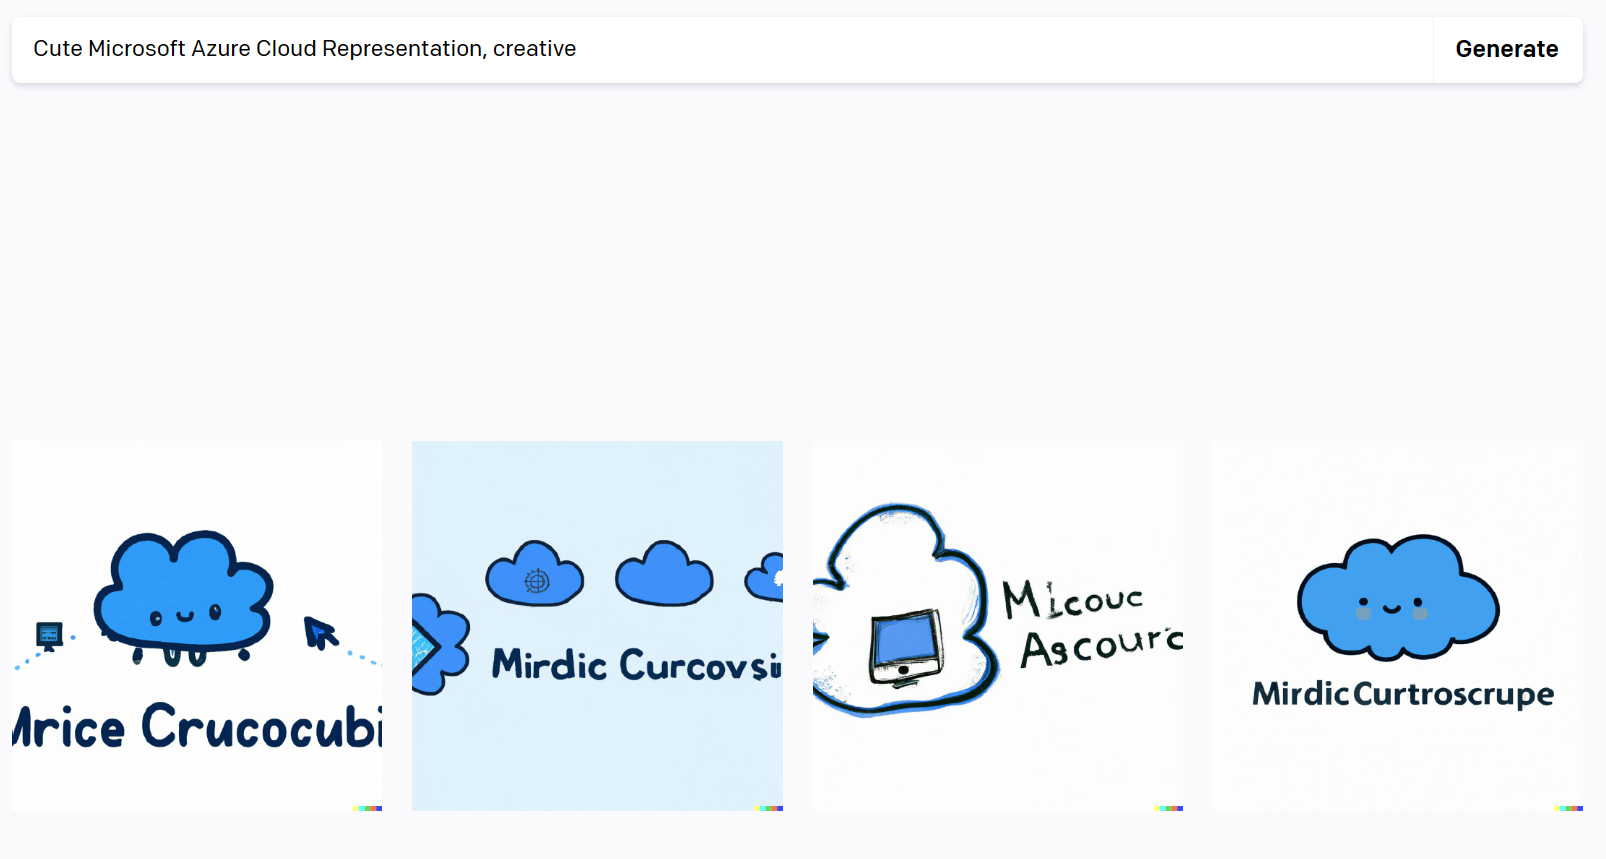 Cute Microsoft Azure Cloud Representation, creative
Generate
Mrice Crucocubi
Mirdic Curcovsi
Micouc
Ascourc
Mirdic Curtroscrupe